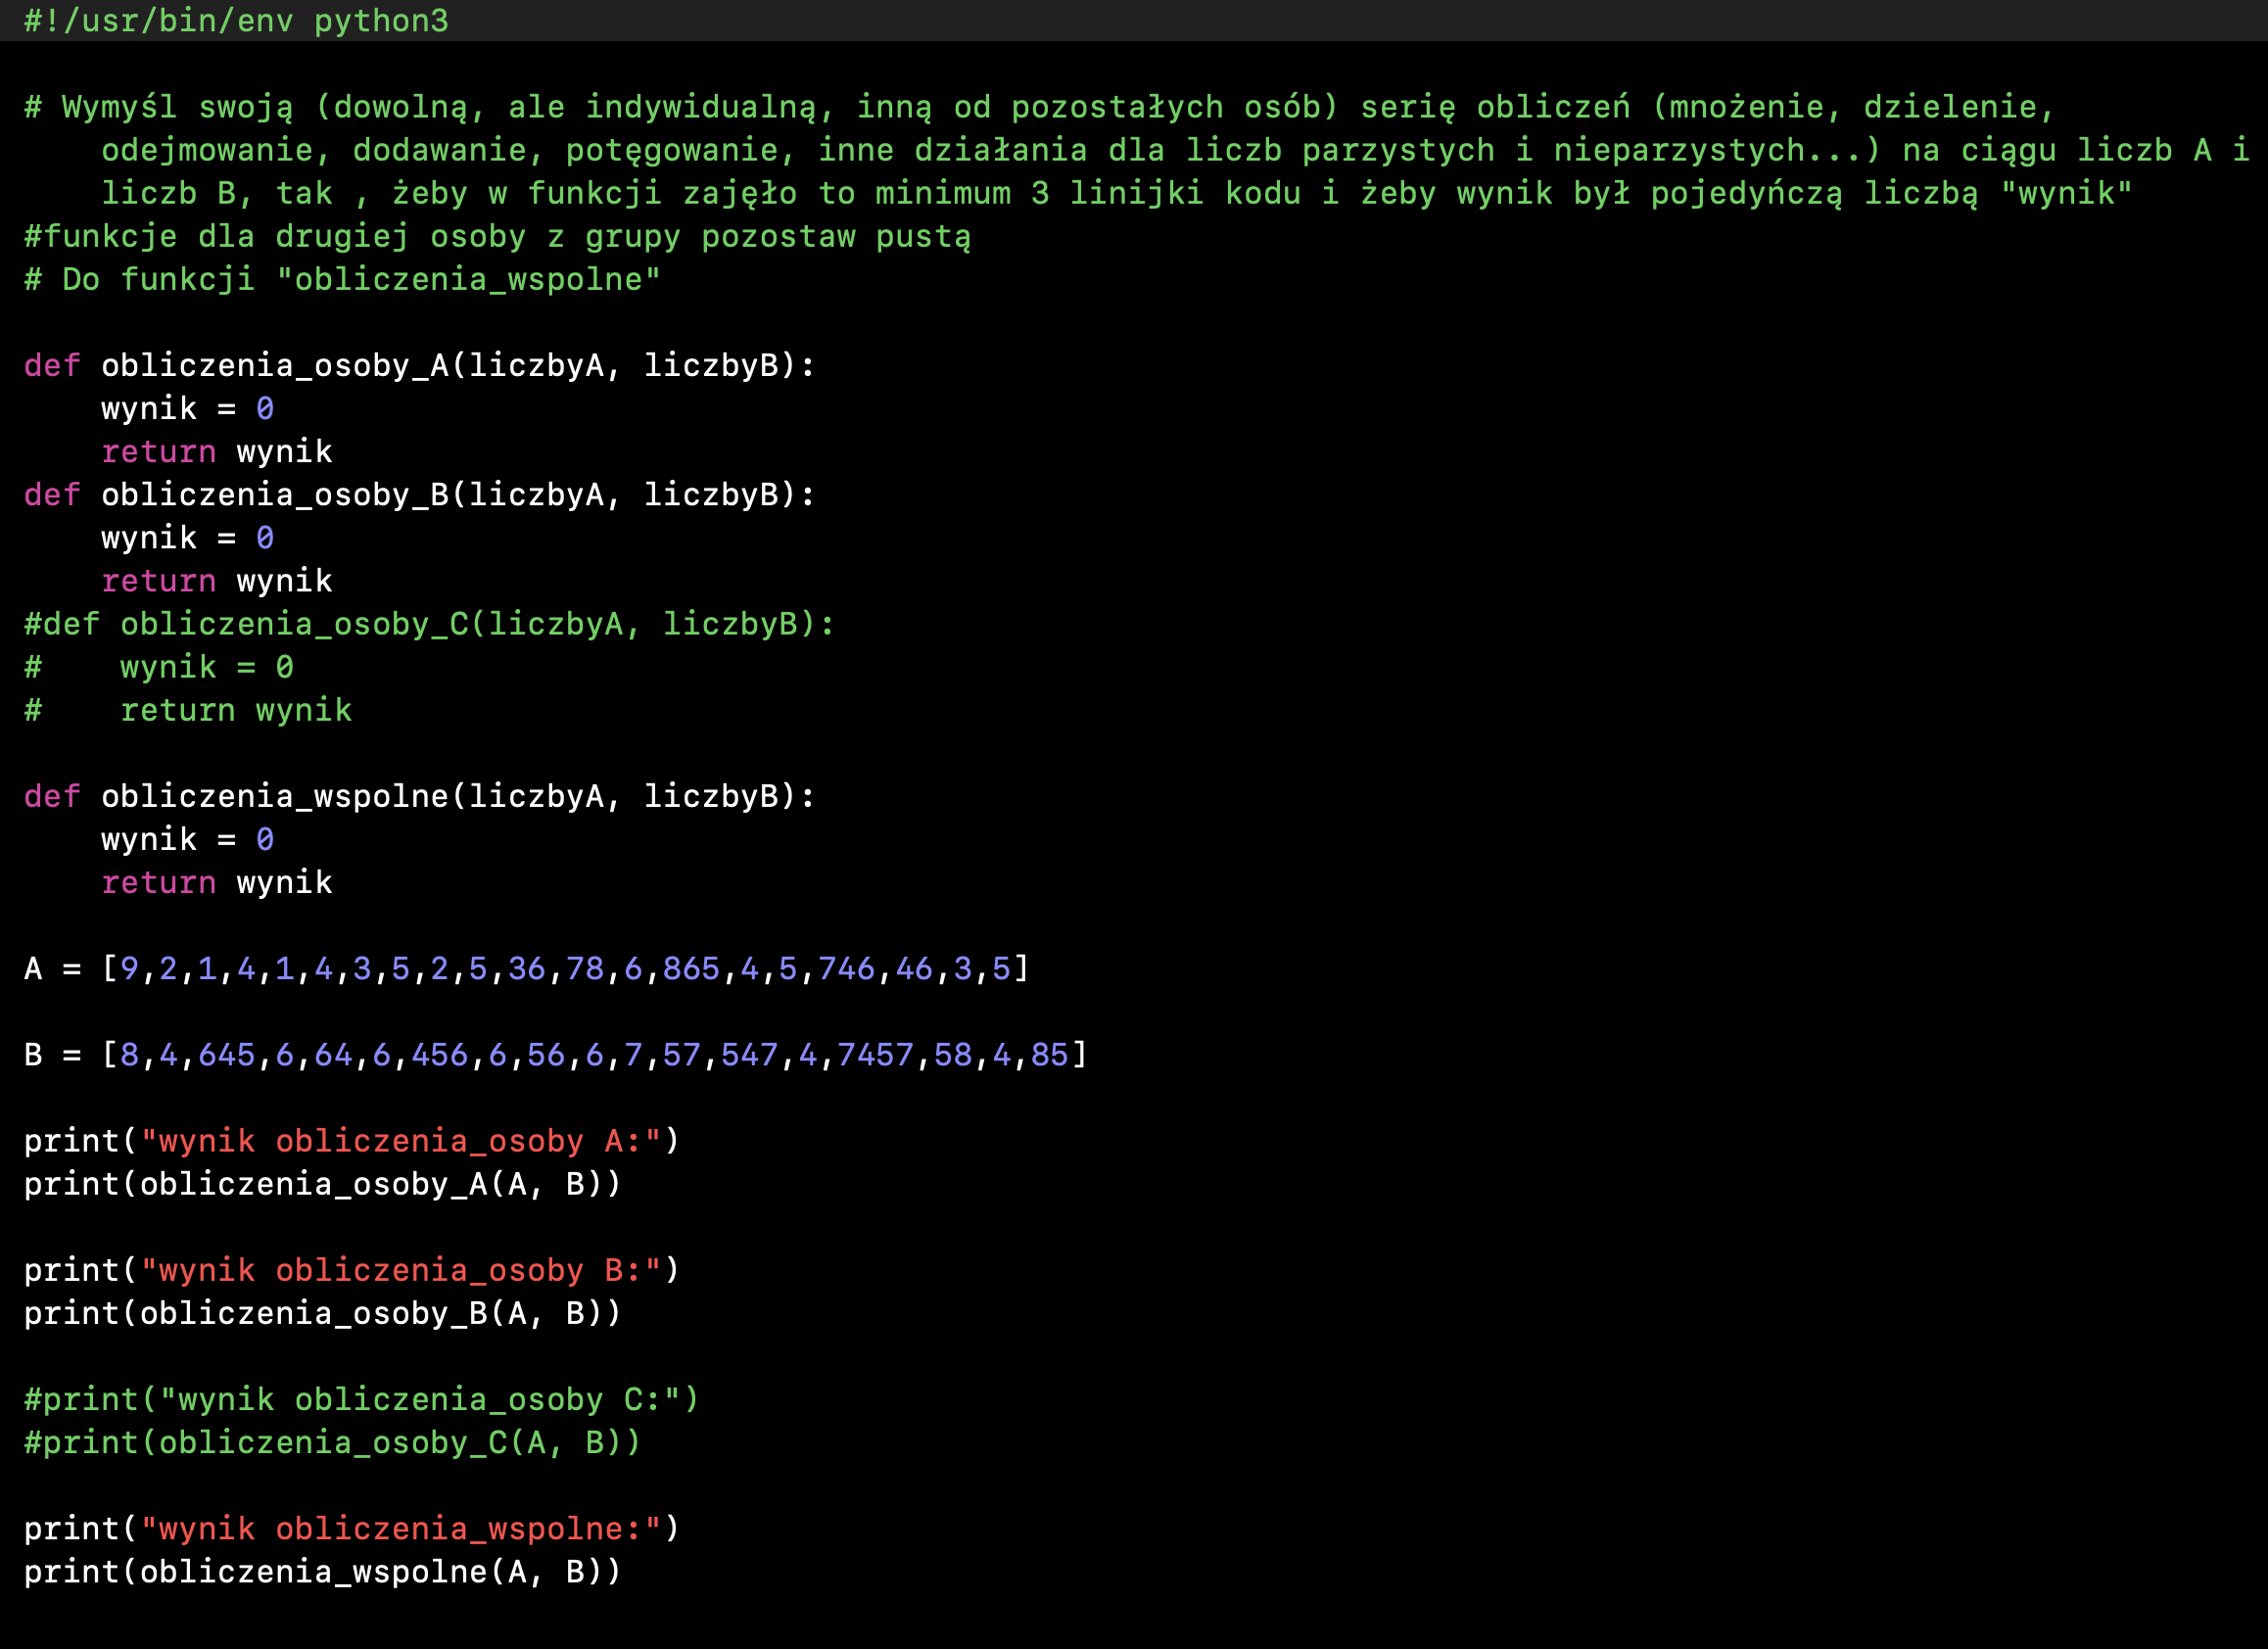 #!/usr/bin/env python3
# Wymyśl swoją (dowolną, ale indywidualną, inną od pozostałych osób) serię obliczeń (mnożenie, dzielenie,
odejmowanie, dodawanie, potęgowanie, inne działania dla liczb parzystych i nieparzystych...) na ciągu liczb A i
liczb B, tak , żeby w funkcji zajęło to minimum 3 linijki kodu i żeby wynik był pojedyńczą liczbą "wynik"
#funkcje dla drugiej osoby z grupy pozostaw pustą
# Do funkcji "obliczenia_wspolne"
def obliczenia_osoby_A(liczbyA, liczbyB):
    wynik = 0
    return wynik
def obliczenia_osoby_B(liczbyA, liczbyB):
    wynik = 0
    return wynik
#def obliczenia_osoby_C(liczbyA, liczbyB):
#    wynik = 0
#    return wynik
def obliczenia_wspolne(liczbyA, liczbyB):
    wynik = 0
    return wynik
A = [9,2,1,4,1,4,3,5,2,5,36,78,6,865,4,5,746,46,3,5]
B = [8,4,645,6,64,6,456,6,56,6,7,57,547,4,7457,58,4,85]
print("wynik obliczenia_osoby A:")
print(obliczenia_osoby_A(A, B))
print("wynik obliczenia_osoby B:")
print(obliczenia_osoby_B(A, B))
#print("wynik obliczenia_osoby C:")
#print(obliczenia_osoby_C(A, B))
print("wynik obliczenia_wspolne:")
print(obliczenia_wspolne(A, B))